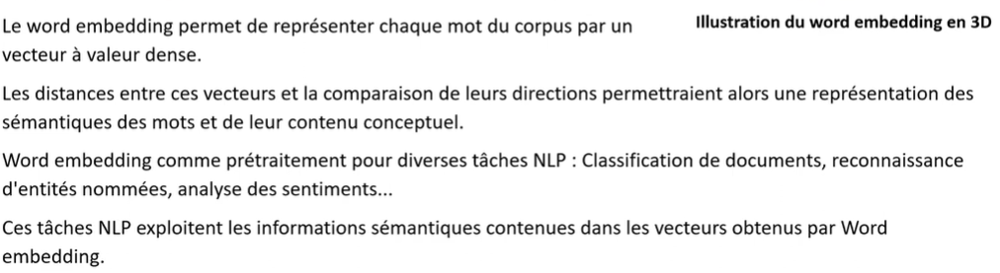 Le word embedding permet de représenter chaque mot du corpus par un
vecteur à valeur dense.
Illustration du word embedding en 3D
Les distances entre ces vecteurs et la comparaison de leurs directions permettraient alors une représentation des
sémantiques des mots et de leur contenu conceptuel.
Word embedding comme prétraitement pour diverses tâches NLP : Classification de documents, reconnaissance
d'entités nommées, analyse des sentiments...
Ces tâches NLP exploitent les informations sémantiques contenues dans les vecteurs obtenus par Word
embedding.